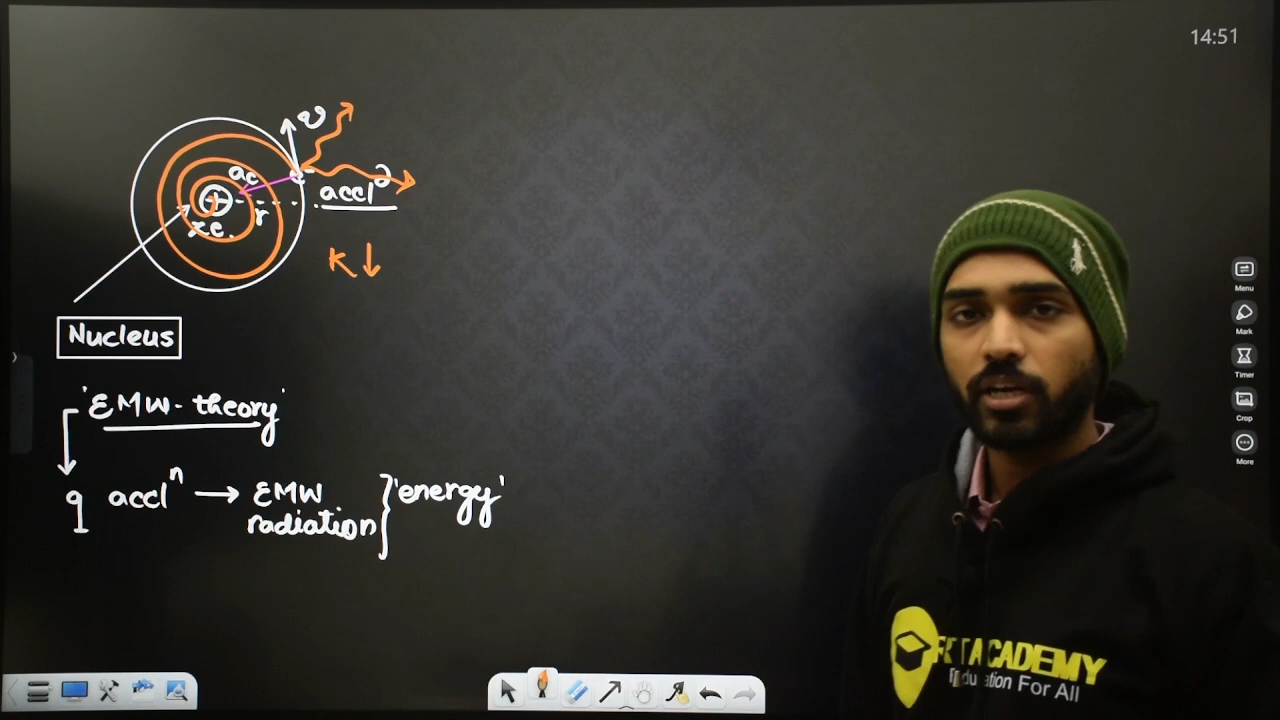 14:51
v
e⁻
ac
+
r
accl^n
ze
K↓
Nucleus
'EMW-theory'
q accl^n → EMW radiation } 'energy'
Menu
Mark
Timer
Crop
More
ACADEMY
Education For All